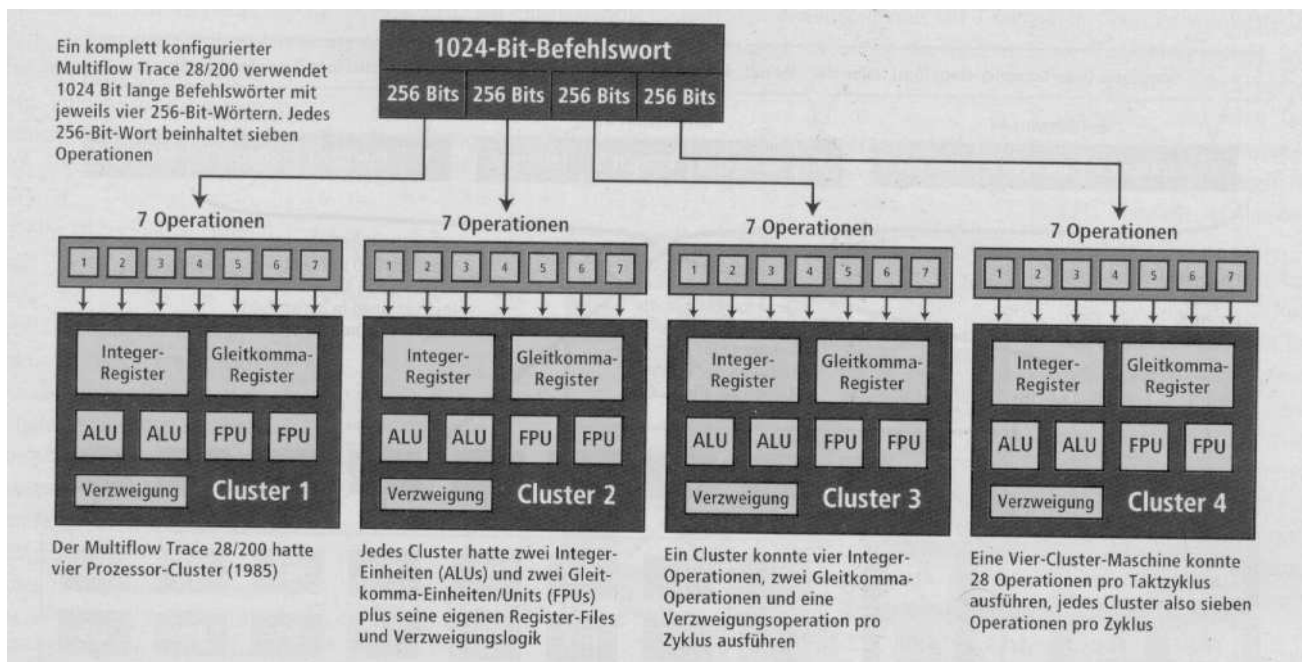 Ein komplett konfigurierter
Multiflow Trace 28/200 verwendet
1024 Bit lange Befehlswörter mit
jeweils vier 256-Bit-Wörtern. Jedes
256-Bit-Wort beinhaltet sieben
Operationen
1024-Bit-Befehlswort
256 Bits 256 Bits 256 Bits 256 Bits
7 Operationen 7 Operationen 7 Operationen 7 Operationen
1 2 3 4 5 6 7 1 2 3 4 5 6 7 1 2 3 4 5 6 7 1 2 3 4 5 6 7
Integer- Gleitkomma- Integer- Gleitkomma- Integer- Gleitkomma- Integer- Gleitkomma-
Register Register Register Register Register Register Register Register
ALU ALU FPU FPU ALU ALU FPU FPU ALU ALU FPU FPU ALU ALU FPU FPU
Verzweigung Cluster 1 Verzweigung Cluster 2 Verzweigung Cluster 3 Verzweigung Cluster 4
Der Multiflow Trace 28/200 hatte
vier Prozessor-Cluster (1985)
Jedes Cluster hatte zwei Integer-
Einheiten (ALUs) und zwei Gleit-
komma-Einheiten/Units (FPUs)
plus seine eigenen Register-Files
und Verzweigungslogik
Ein Cluster konnte vier Integer-
Operationen, zwei Gleitkomma-
Operationen und eine
Verzweigungsoperation pro
Zyklus ausführen
Eine Vier-Cluster-Maschine konnte
28 Operationen pro Taktzyklus
ausführen, jedes Cluster also sieben
Operationen pro Zyklus